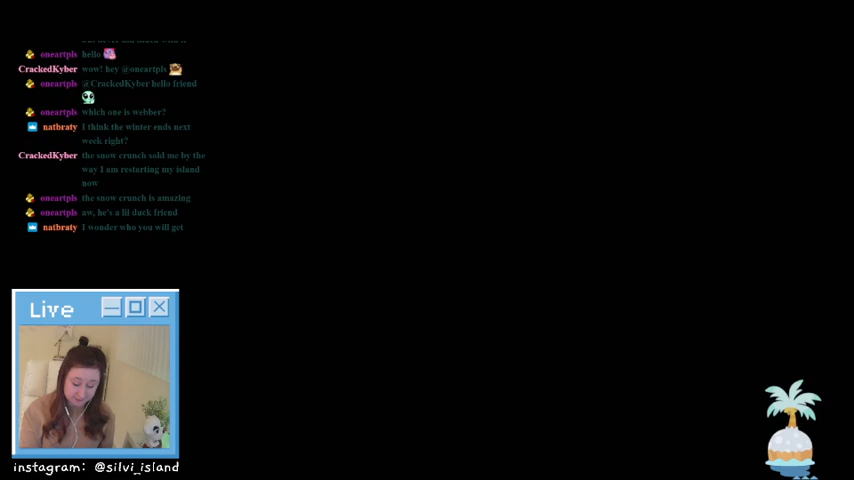 oneartpls hello
CrackedKyber wow! hey @oneartpls
oneartpls @CrackedKyber hello friend
oneartpls which one is webber?
natbraty I think the winter ends next
week right?
CrackedKyber the snow crunch sold me by the
way I am restarting my island
now
oneartpls the snow crunch is amazing
oneartpls aw, he's a lil duck friend
natbraty I wonder who you will get
Live
instagram: @silvi_island